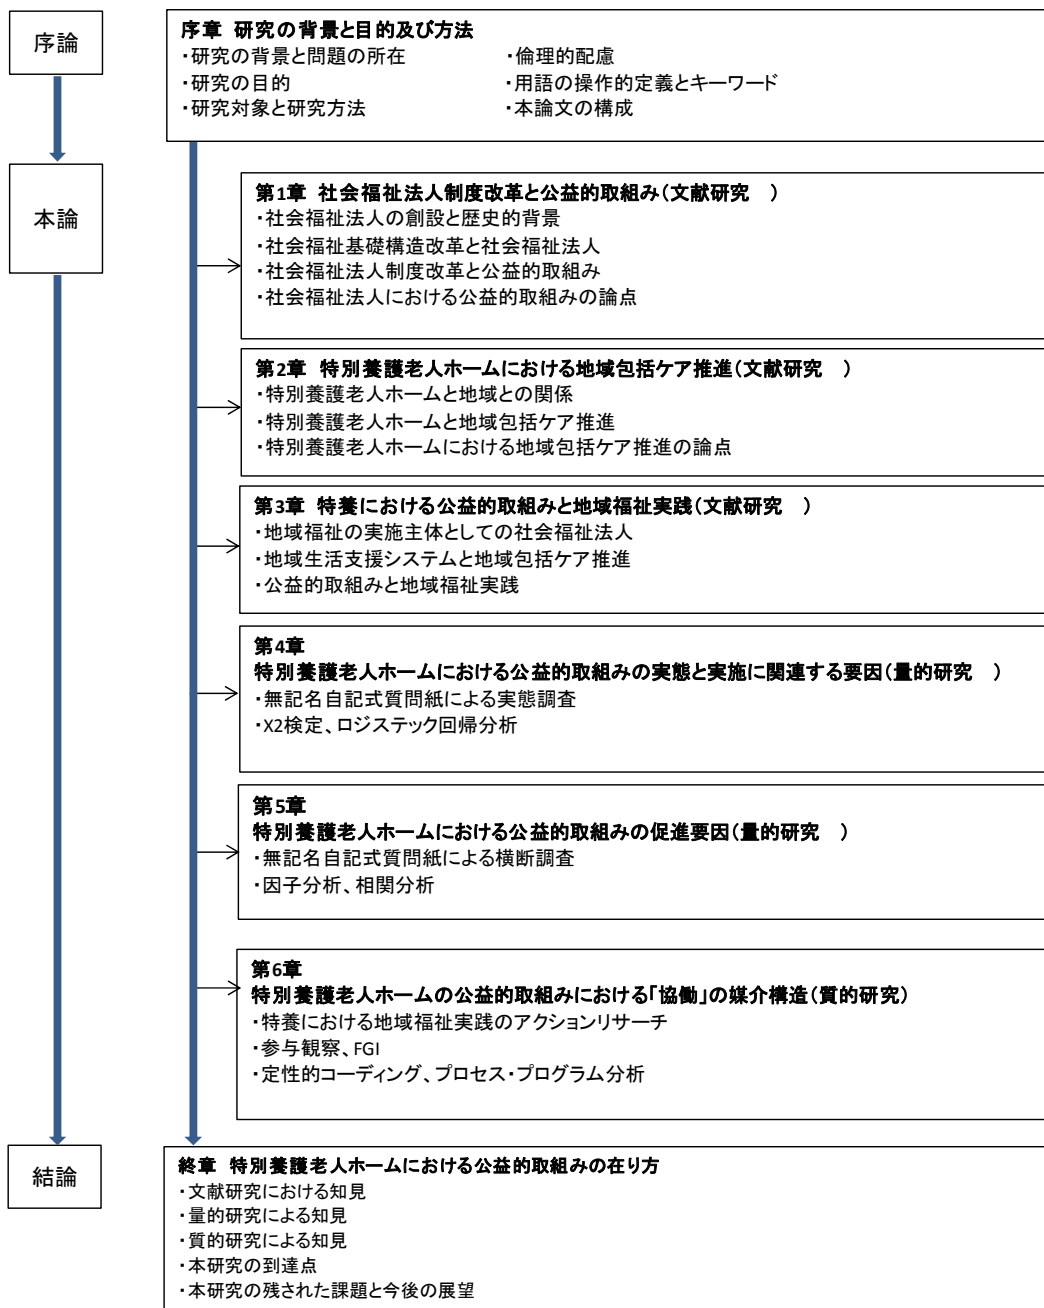 序論
序章 研究の背景と目的及び方法
・研究の背景と問題の所在
・倫理的配慮
・研究の目的
・用語の操作的定義とキーワード
・研究対象と研究方法
・本論文の構成
本論
第1章 社会福祉法人制度改革と公益的取組み(文献研究　)
・社会福祉法人の創設と歴史的背景
・社会福祉基礎構造改革と社会福祉法人
・社会福祉法人制度改革と公益的取組み
・社会福祉法人における公益的取組みの論点
第2章 特別養護老人ホームにおける地域包括ケア推進(文献研究　)
・特別養護老人ホームと地域との関係
・特別養護老人ホームと地域包括ケア推進
・特別養護老人ホームにおける地域包括ケア推進の論点
第3章 特養における公益的取組みと地域福祉実践(文献研究　)
・地域福祉の実施主体としての社会福祉法人
・地域生活支援システムと地域包括ケア推進
・公益的取組みと地域福祉実践
第4章
特別養護老人ホームにおける公益的取組みの実態と実施に関連する要因(量的研究　)
・無記名自記式質問紙による実態調査
・X2検定、ロジステック回帰分析
第5章
特別養護老人ホームにおける公益的取組みの促進要因(量的研究　)
・無記名自記式質問紙による横断調査
・因子分析、相関分析
第6章
特別養護老人ホームの公益的取組みにおける「協働」の媒介構造(質的研究)
・特養における地域福祉実践のアクションリサーチ
・参与観察、FGI
・定性的コーディング、プロセス・プログラム分析
結論
終章 特別養護老人ホームにおける公益的取組みの在り方
・文献研究における知見
・量的研究による知見
・質的研究による知見
・本研究の到達点
・本研究の残された課題と今後の展望